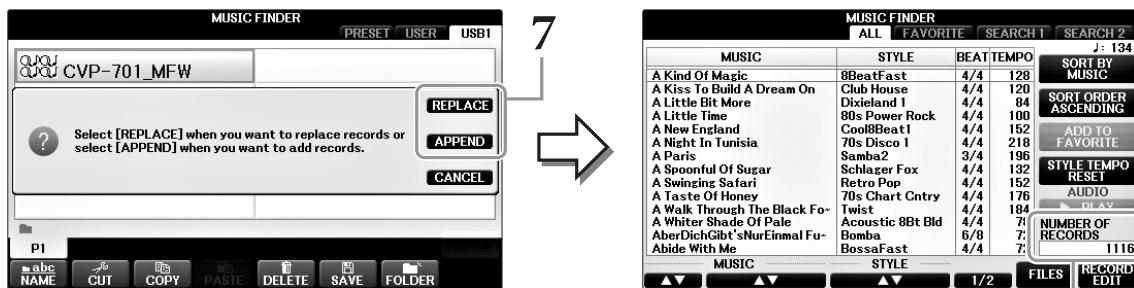 MUSIC FINDER
PRESET USER USB1
CVP-701_MFW
Select [REPLACE] when you want to replace records or
select [APPEND] when you want to add records.
REPLACE
APPEND
CANCEL
P1
abc NAME
CUT
COPY
PASTE
DELETE
SAVE
FOLDER
7
MUSIC FINDER
ALL FAVORITE SEARCH 1 SEARCH 2
♩: 134
MUSIC STYLE BEAT TEMPO
A Kind Of Magic 8BeatFast 4/4 128
A Kiss To Build A Dream On Club House 4/4 120
A Little Bit More Dixieland 1 4/4 84
A Little Time 80s Power Rock 4/4 100
A New England Cool8Beat1 4/4 152
A Night In Tunisia 70s Disco 1 4/4 218
A Paris Samba2 3/4 196
A Spoonful Of Sugar Schlager Fox 4/4 132
A Swinging Safari Retro Pop 4/4 152
A Taste Of Honey 70s Chart Cntry 4/4 176
A Walk Through The Black Fo~ Twist 4/4 184
A Whiter Shade Of Pale Acoustic 8Bt Bld 4/4
AberDichGibt'sNurEinmal Fu~ Bomba 6/8
Abide With Me BossaFast 4/4
SORT BY
MUSIC
SORT ORDER
ASCENDING
ADD TO
FAVORITE
STYLE TEMPO
RESET
AUDIO
▶ PLAY
NUMBER OF
RECORDS
1116
MUSIC STYLE
▲▼ ▲▼ ▲▼ 1/2 FILES
RECORD
EDIT